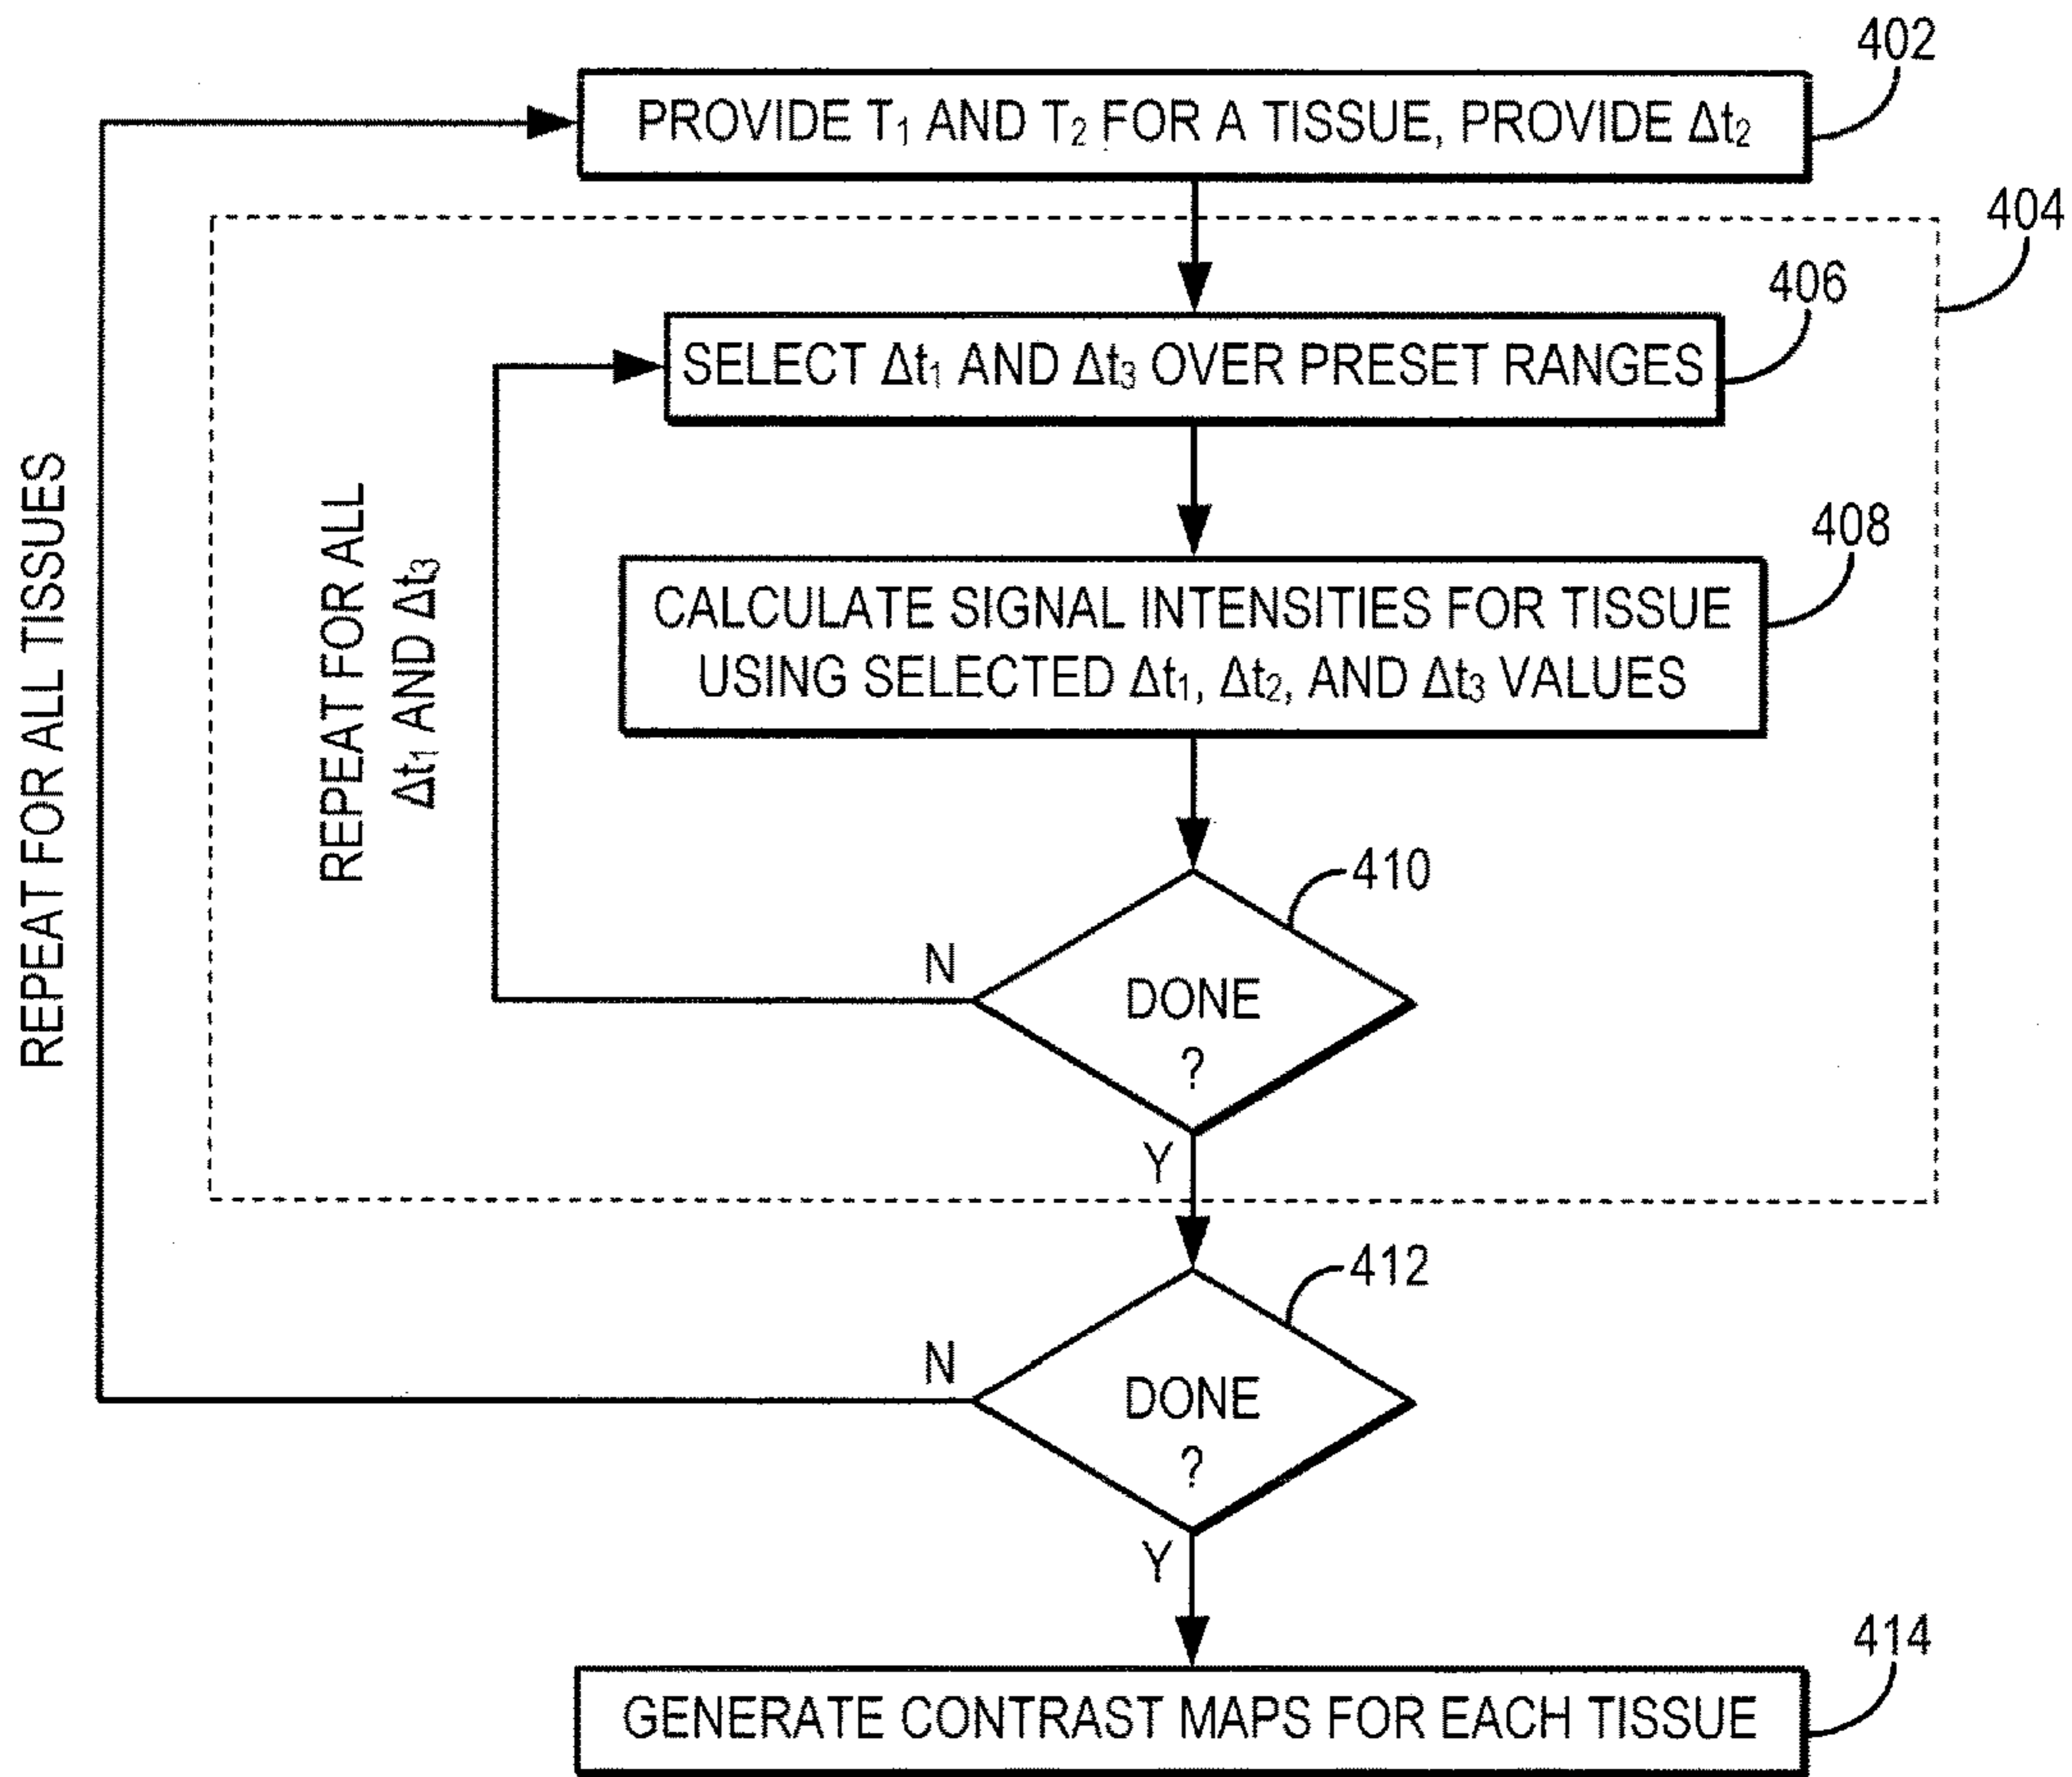 402
PROVIDE T₁ AND T₂ FOR A TISSUE, PROVIDE Δt₂
404
406
SELECT Δt₁ AND Δt₃ OVER PRESET RANGES
REPEAT FOR ALL TISSUES
REPEAT FOR ALL
Δt₁ AND Δt₃
408
CALCULATE SIGNAL INTENSITIES FOR TISSUE
USING SELECTED Δt₁, Δt₂, AND Δt₃ VALUES
410
N
DONE
?
Y
412
N
DONE
?
Y
414
GENERATE CONTRAST MAPS FOR EACH TISSUE